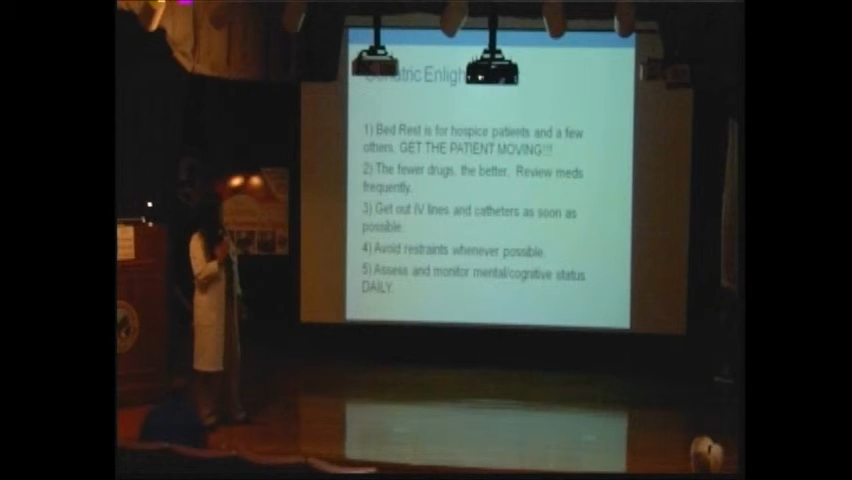 Geriatric Enligh
1) Bed Rest is for hospice patients and a few
others. GET THE PATIENT MOVING!!!
2) The fewer drugs, the better. Review meds
frequently.
3) Get out IV lines and catheters as soon as
possible.
4) Avoid restraints whenever possible.
5) Assess and monitor mental/cognitive status
DAILY.